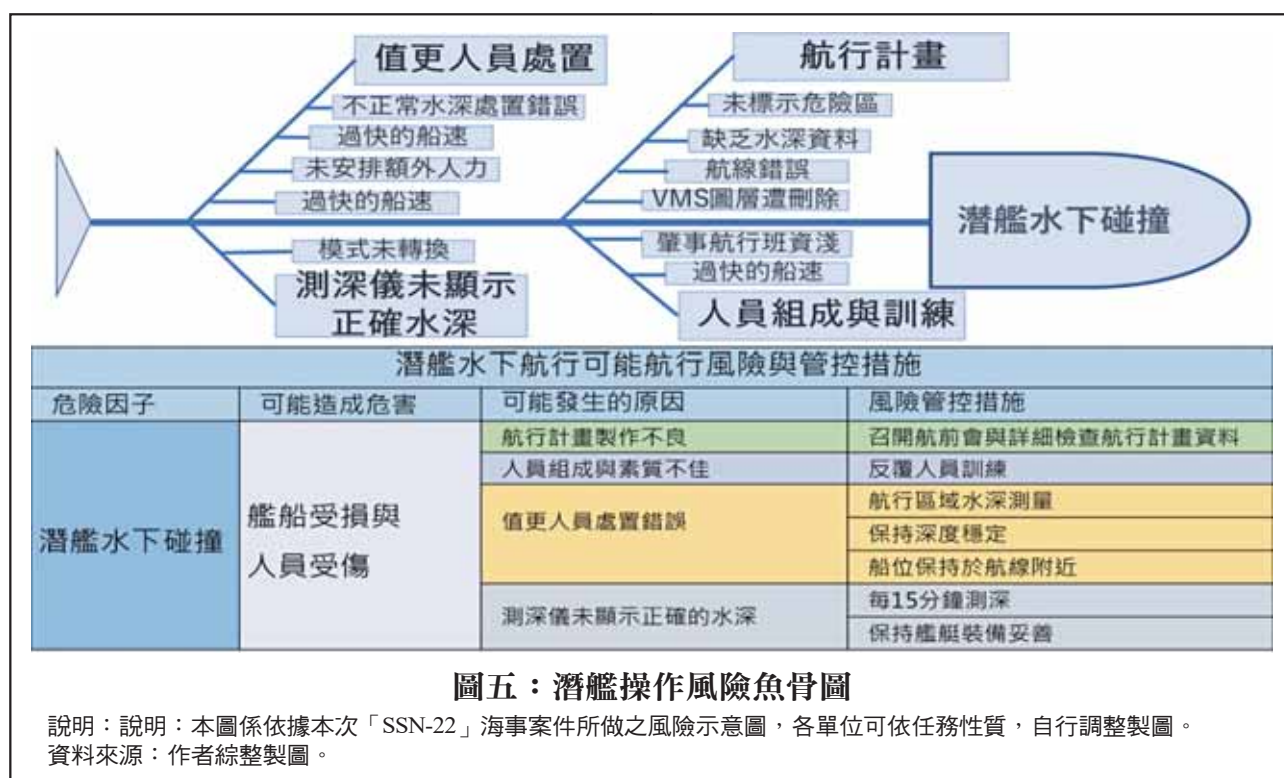 值更人員處置
不正常水深處置錯誤
過快的船速
未安排額外人力
過快的船速
航行計畫
未標示危險區
缺乏水深資料
航線錯誤
VMS圖層遭刪除
模式未轉換
測深儀未顯示
正確水深
肇事航行班資淺
過快的船速
人員組成與訓練
潛艦水下碰撞
潛艦水下航行可能航行風險與管控措施
危險因子 可能造成危害 可能發生的原因 風險管控措施
潛艦水下碰撞
艦船受損與
人員受傷
航行計畫製作不良 召開航前會與詳細檢查航行計畫資料
人員組成與素質不佳 反覆人員訓練
值更人員處置錯誤
航行區域水深測量
保持深度穩定
船位保持於航線附近
測深儀未顯示正確的水深
每15分鐘測深
保持艦艇裝備妥善
圖五：潛艦操作風險魚骨圖
說明：說明：本圖係依據本次「SSN-22」海事案件所做之風險示意圖，各單位可依任務性質，自行調整製圖。
資料來源：作者綜整製圖。